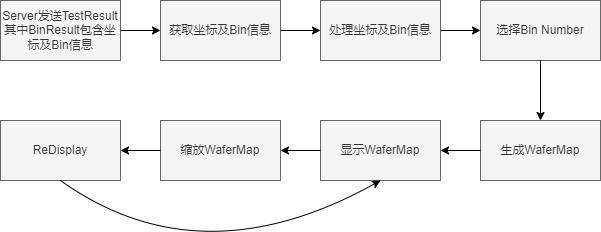 Server发送TestResult
其中BinResult包含坐
标及Bin信息
获取坐标及Bin信息
处理坐标及Bin信息
选择Bin Number
ReDisplay
缩放WaferMap
显示WaferMap
生成WaferMap